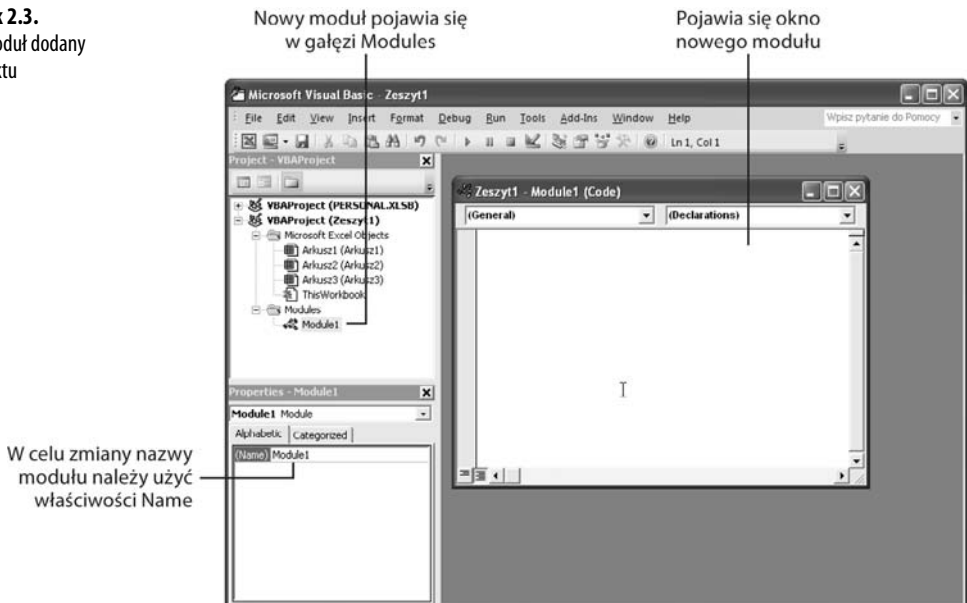 k 2.3.
oduł dodany
ktu
Nowy moduł pojawia się
w gałęzi Modules
Pojawia się okno
nowego modułu
Microsoft Visual Basic - Zeszyt1
File Edit View Insert Format Debug Run Tools Add-Ins Window Help
Wpisz pytanie do Pomocy
Ln 1, Col 1
Project - VBAProject
VBAProject (PERSONAL.XLSB)
VBAProject (Zeszyt1)
Microsoft Excel Objects
Arkusz1 (Arkusz1)
Arkusz2 (Arkusz2)
Arkusz3 (Arkusz3)
ThisWorkbook
Modules
Module1
Zeszyt1 - Module1 (Code)
(General)
(Declarations)
Properties - Module1
Module1 Module
Alphabetic Categorized
(Name) Module1
W celu zmiany nazwy
modułu należy użyć
właściwości Name